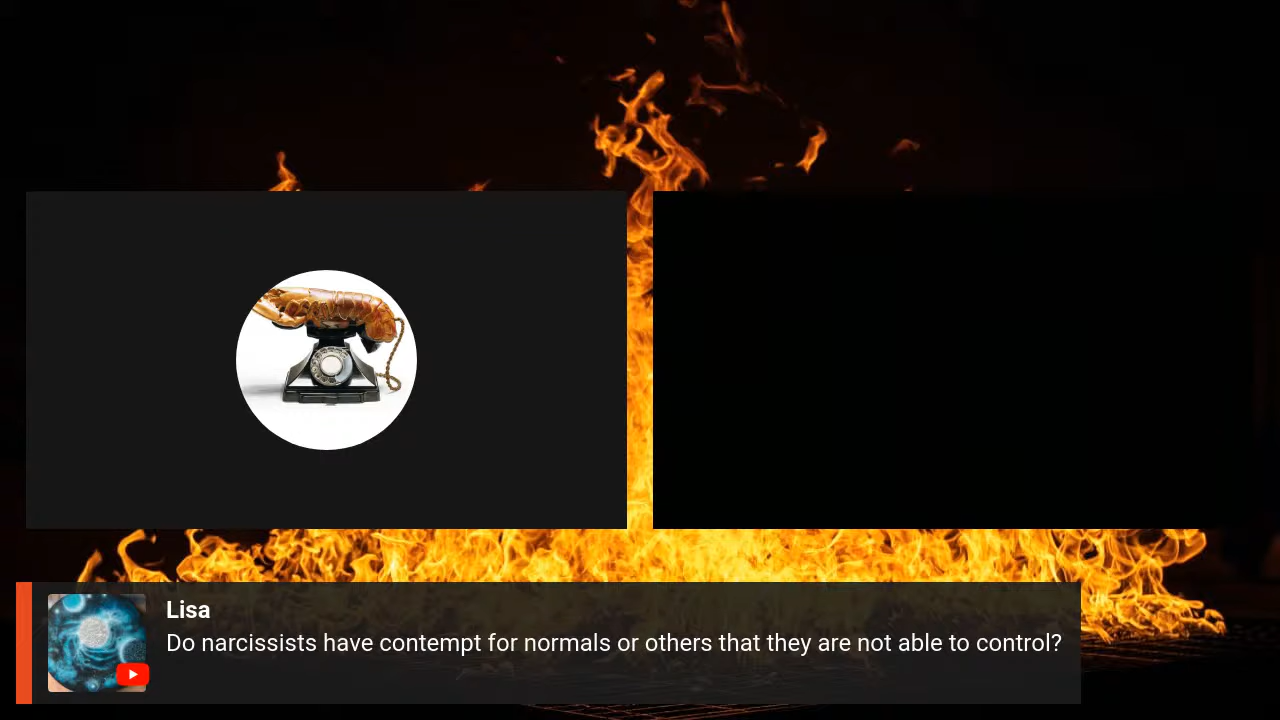 Lisa
Do narcissists have contempt for normals or others that they are not able to control?